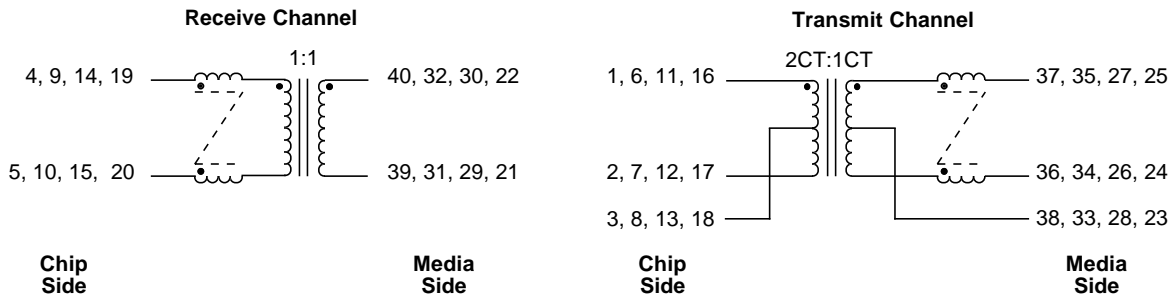 Receive Channel
1:1
4, 9, 14, 19
40, 32, 30, 22
5, 10, 15, 20
39, 31, 29, 21
Chip
Side
Media
Side
Transmit Channel
2CT:1CT
1, 6, 11, 16
37, 35, 27, 25
2, 7, 12, 17
36, 34, 26, 24
3, 8, 13, 18
38, 33, 28, 23
Chip
Side
Media
Side